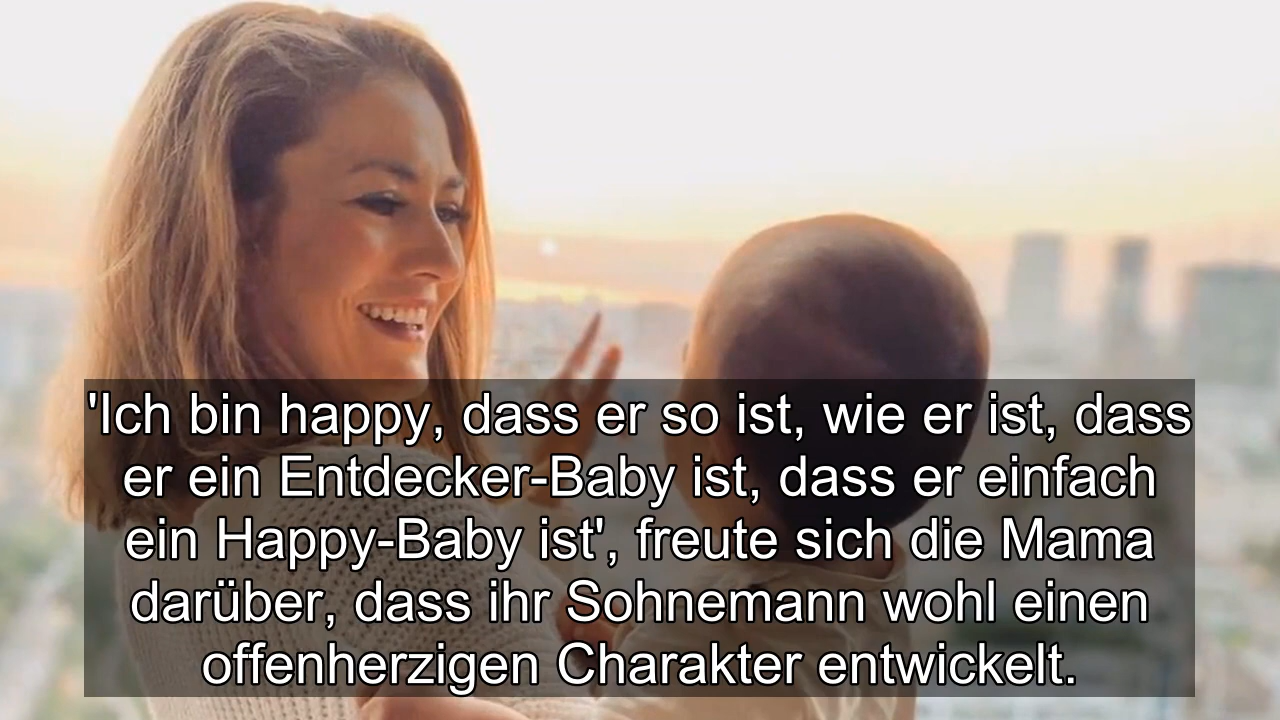 'Ich bin happy, dass er so ist, wie er ist, dass
er ein Entdecker-Baby ist, dass er einfach
ein Happy-Baby ist', freute sich die Mama
darüber, dass ihr Sohnemann wohl einen
offenherzigen Charakter entwickelt.